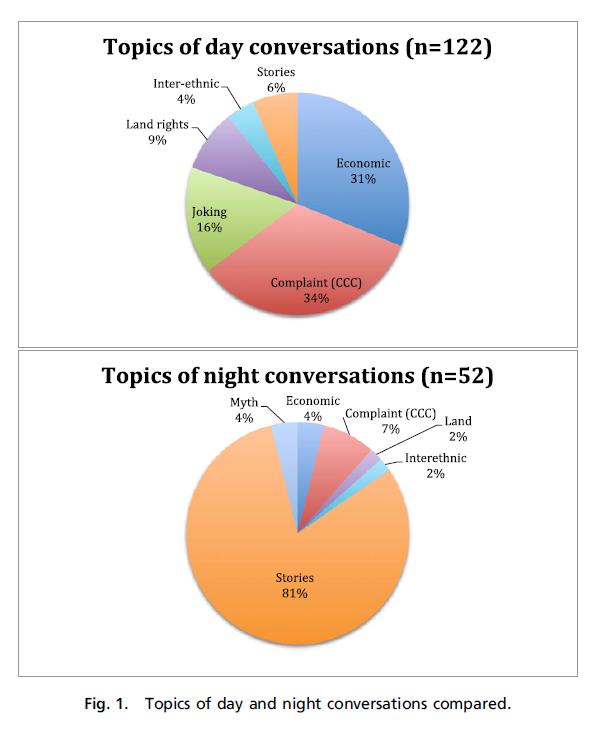 Topics of day conversations (n=122)
Stories
6%
Inter-ethnic
4%
Land rights
9%
Economic
31%
Joking
16%
Complaint (CCC)
34%
Topics of night conversations (n=52)
Myth
4%
Economic
4%
Complaint (CCC)
7%
Land
2%
Interethnic
2%
Stories
81%
Fig. 1. Topics of day and night conversations compared.